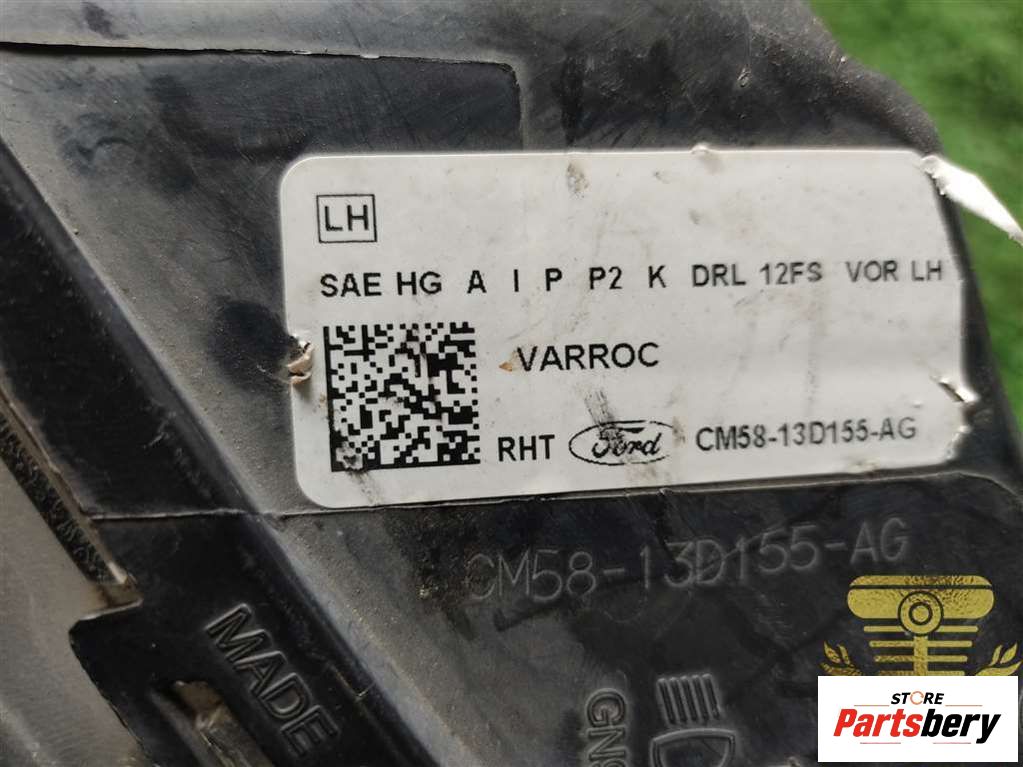 LH
SAE HG A I P P2 K DRL 12FS VOR LH
VARROC
RHT Ford CM58-13D155-AG
CM58-13D155-AG
MADE
STORE
Partsbery